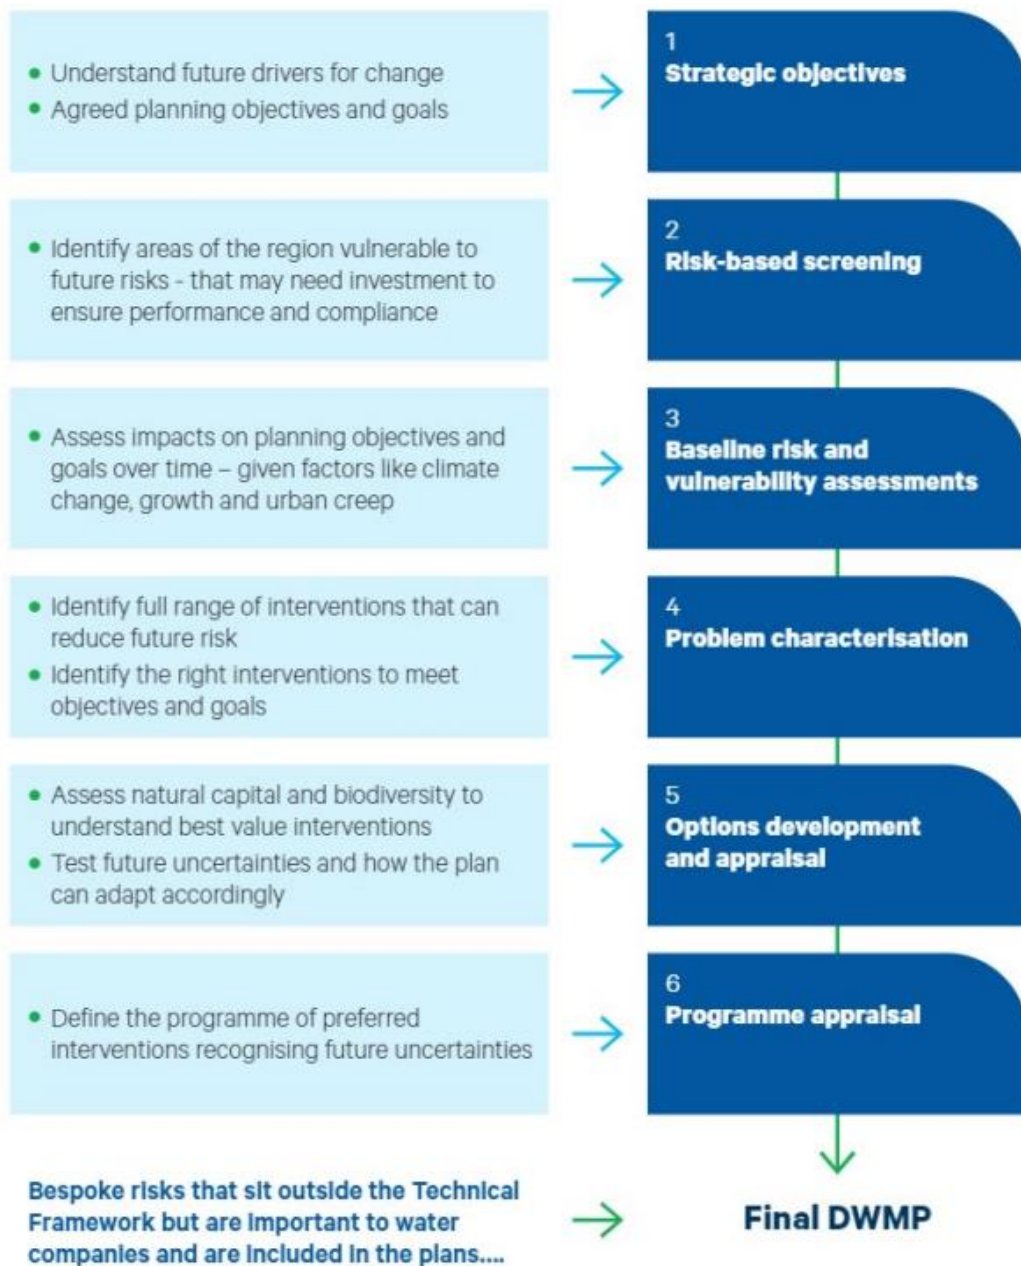 • Understand future drivers for change
• Agreed planning objectives and goals
1
Strategic objectives
• Identify areas of the region vulnerable to
future risks - that may need investment to
ensure performance and compliance
2
Risk-based screening
• Assess impacts on planning objectives and
goals over time – given factors like climate
change, growth and urban creep
3
Baseline risk and
vulnerability assessments
• Identify full range of interventions that can
reduce future risk
• Identify the right interventions to meet
objectives and goals
4
Problem characterisation
• Assess natural capital and biodiversity to
understand best value interventions
• Test future uncertainties and how the plan
can adapt accordingly
5
Options development
and appraisal
• Define the programme of preferred
interventions recognising future uncertainties
6
Programme appraisal
Bespoke risks that sit outside the Technical
Framework but are important to water
companies and are included in the plans....
Final DWMP